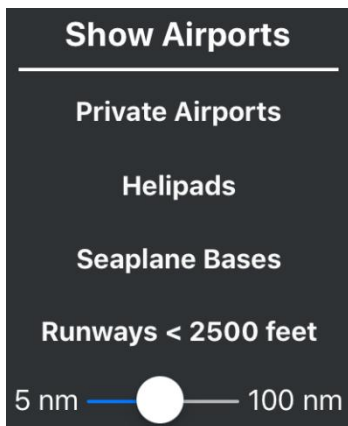 Show Airports
Private Airports
Helipads
Seaplane Bases
Runways < 2500 feet
5 nm 100 nm